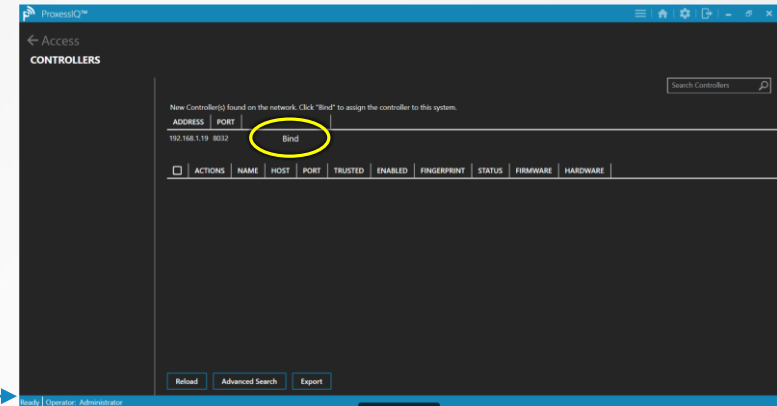 ProxessIQ™
← Access
CONTROLLERS
Search Controllers
New Controller(s) found on the network. Click "Bind" to assign the controller to this system.
ADDRESS PORT
192.168.1.19 8032 Bind
ACTIONS NAME HOST PORT TRUSTED ENABLED FINGERPRINT STATUS FIRMWARE HARDWARE
Reload Advanced Search Export
Ready Operator: Administrator